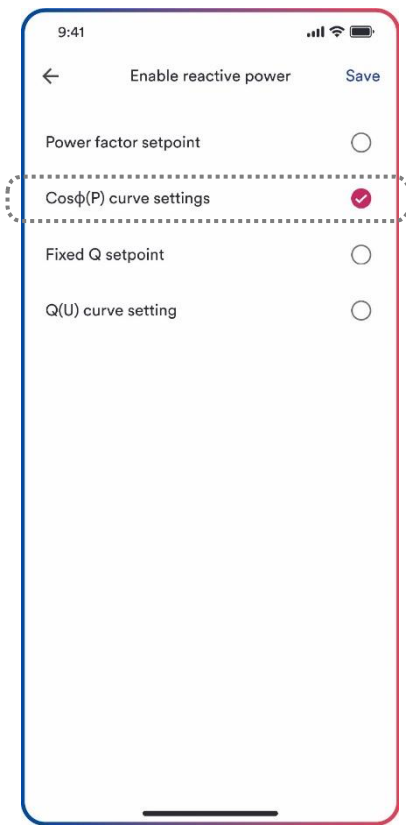 9:41
Enable reactive power Save
Power factor setpoint
Cosϕ(P) curve settings
Fixed Q setpoint
Q(U) curve setting